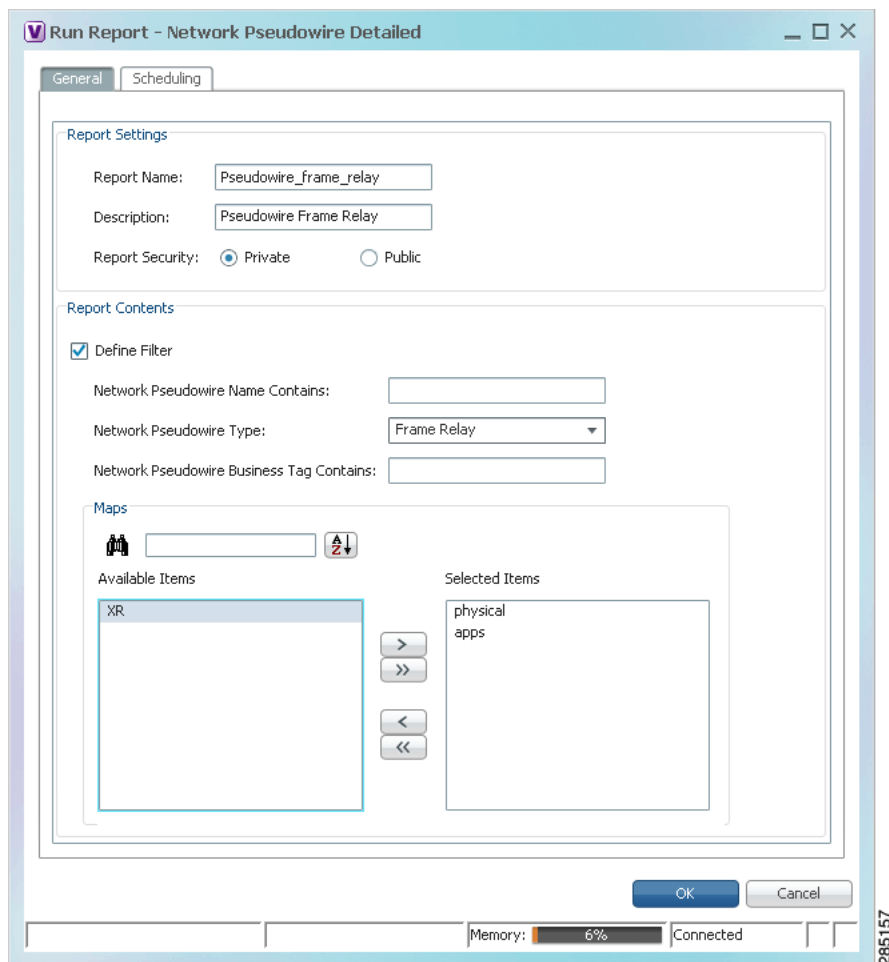 V Run Report - Network Pseudowire Detailed
General Scheduling
Report Settings
Report Name: Pseudowire_frame_relay
Description: Pseudowire Frame Relay
Report Security: Private Public
Report Contents
Define Filter
Network Pseudowire Name Contains:
Network Pseudowire Type: Frame Relay
Network Pseudowire Business Tag Contains:
Maps
A Z
Available Items Selected Items
XR physical
apps
>
>>
<
<<
OK Cancel
Memory: 6% Connected
285157